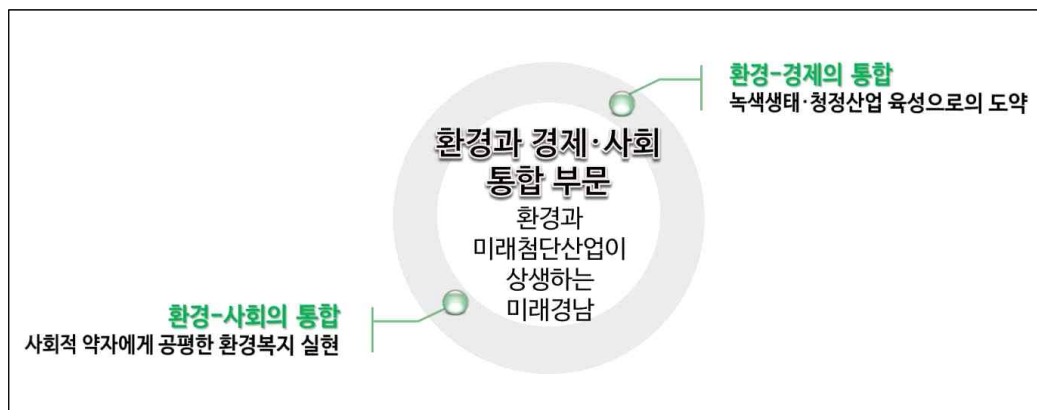 환경-경제의 통합
녹색생태·청정산업 육성으로의 도약
환경과 경제·사회
통합 부문
환경과
미래첨단산업이
상생하는
미래경남
환경-사회의 통합
사회적 약자에게 공평한 환경복지 실현